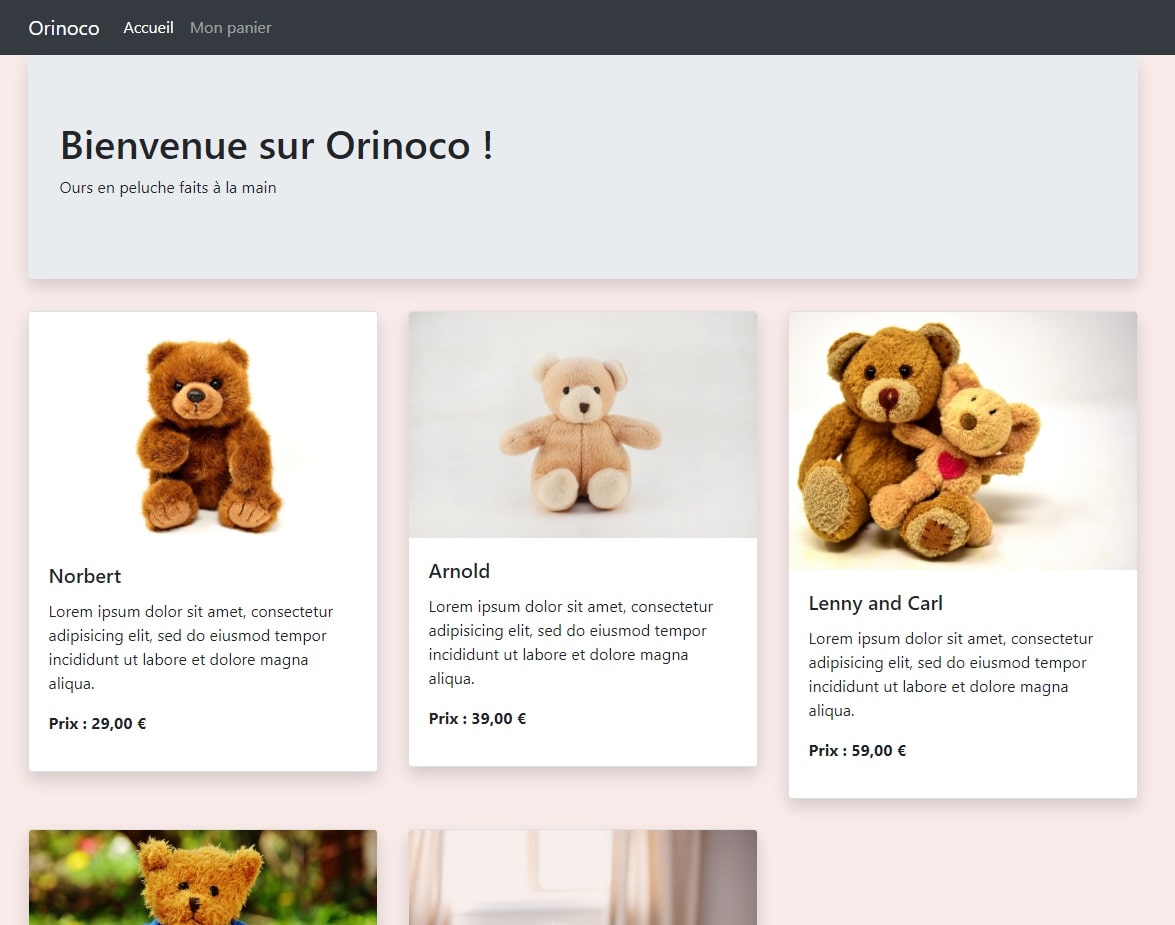 Orinoco Accueil Mon panier
Bienvenue sur Orinoco !
Ours en peluche faits à la main
Norbert
Lorem ipsum dolor sit amet, consectetur
adipisicing elit, sed do eiusmod tempor
incididunt ut labore et dolore magna
aliqua.
Prix : 29,00 €
Arnold
Lorem ipsum dolor sit amet, consectetur
adipisicing elit, sed do eiusmod tempor
incididunt ut labore et dolore magna
aliqua.
Prix : 39,00 €
Lenny and Carl
Lorem ipsum dolor sit amet, consectetur
adipisicing elit, sed do eiusmod tempor
incididunt ut labore et dolore magna
aliqua.
Prix : 59,00 €